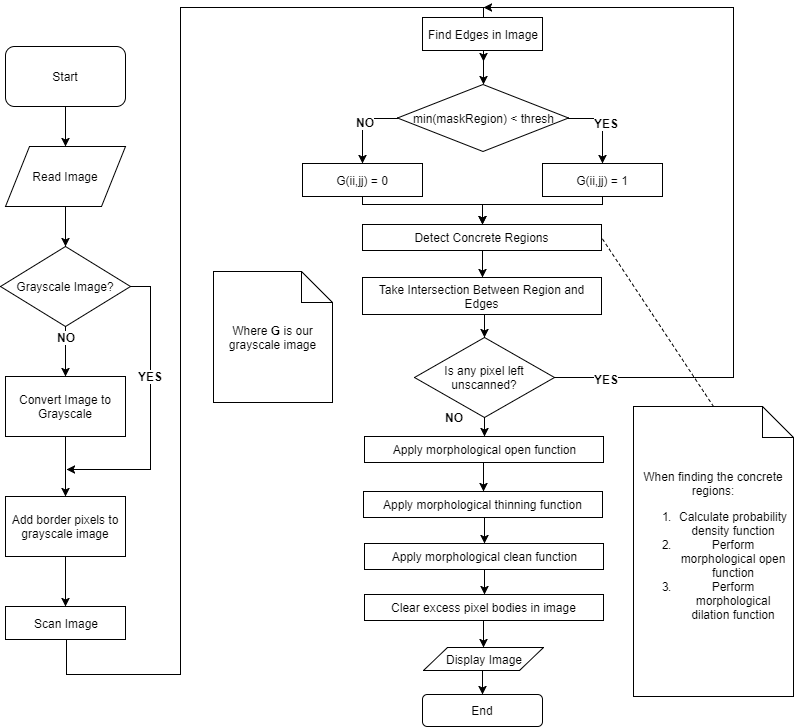 Start
Read Image
Grayscale Image?
NO
YES
Convert Image to
Grayscale
Add border pixels to
grayscale image
Scan Image
Find Edges in Image
min(maskRegion) < thresh
NO
YES
G(ii,jj) = 0
G(ii,jj) = 1
Detect Concrete Regions
Take Intersection Between Region and
Edges
Where G is our
grayscale image
Is any pixel left
unscanned?
YES
NO
Apply morphological open function
Apply morphological thinning function
Apply morphological clean function
Clear excess pixel bodies in image
Display Image
End
When finding the concrete
regions:
1. Calculate probability
density function
2. Perform
morphological open
function
3. Perform
morphological
dilation function